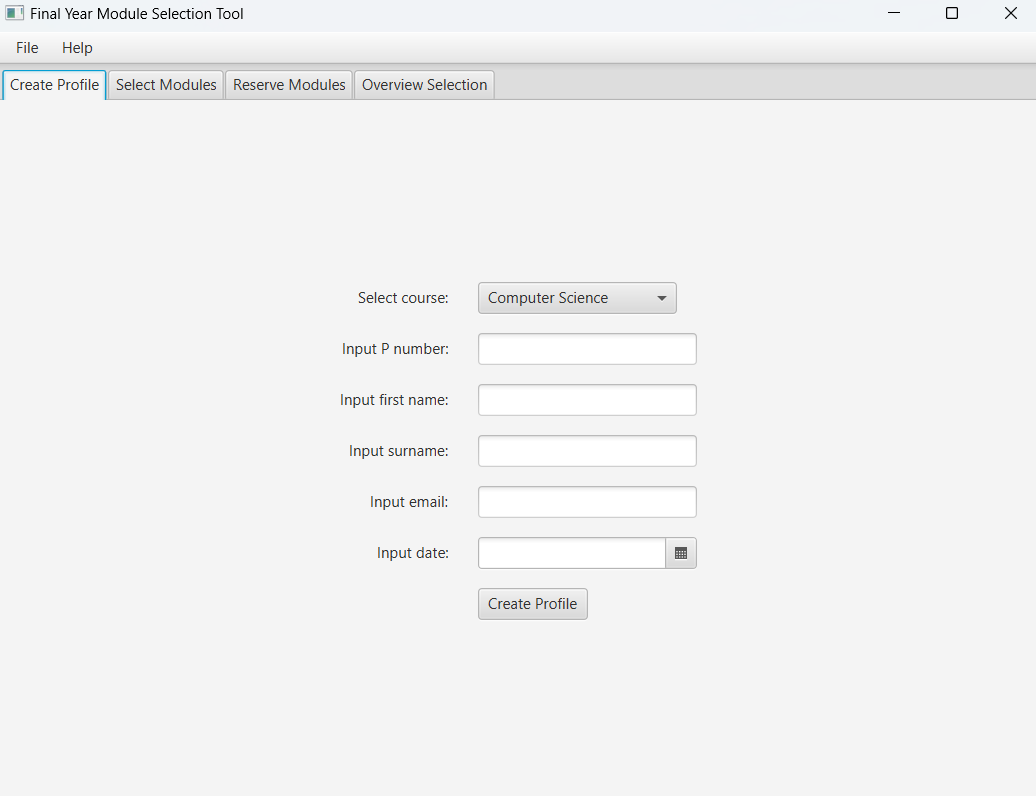 Final Year Module Selection Tool
File Help
Create Profile Select Modules Reserve Modules Overview Selection
Select course: Computer Science
Input P number:
Input first name:
Input surname:
Input email:
Input date:
Create Profile